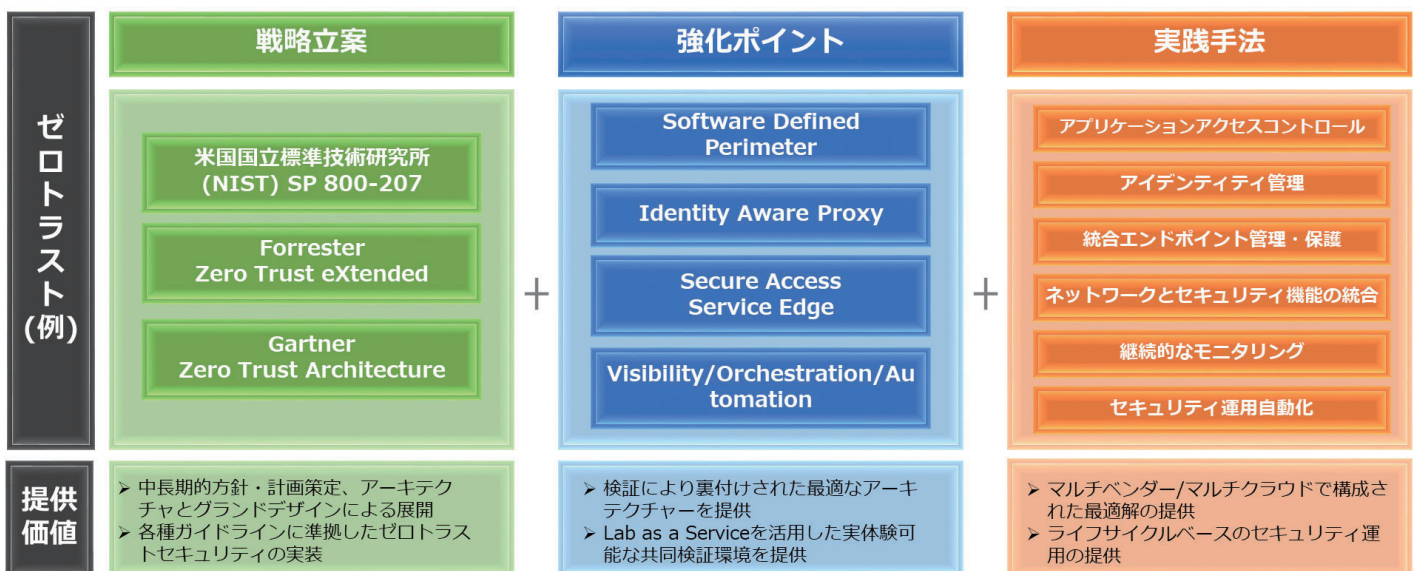 ゼロトラスト(例)
戦略立案
米国国立標準技術研究所
(NIST) SP 800-207
Forrester
Zero Trust eXtended
Gartner
Zero Trust Architecture
+
強化ポイント
Software Defined
Perimeter
Identity Aware Proxy
Secure Access
Service Edge
Visibility/Orchestration/Au
tomation
+
実践手法
アプリケーションアクセスコントロール
アイデンティティ管理
統合エンドポイント管理・保護
ネットワークとセキュリティ機能の統合
継続的なモニタリング
セキュリティ運用自動化
提供
価値
➢ 中長期的方針・計画策定、アーキテク
チャとグランドデザインによる展開
➢ 各種ガイドラインに準拠したゼロトラス
トセキュリティの実装
➢ 検証により裏付けされた最適なアーキ
テクチャーを提供
➢ Lab as a Serviceを活用した実体験可
能な共同検証環境を提供
➢ マルチベンダー/マルチクラウドで構成さ
れた最適解の提供
➢ ライフサイクルベースのセキュリティ運
用の提供